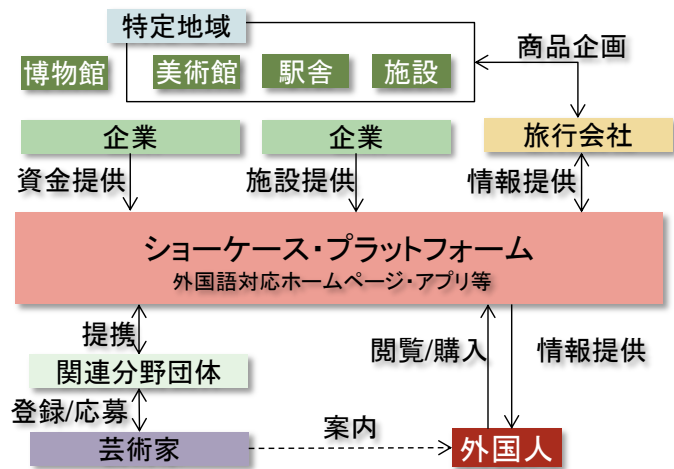 特定地域
商品企画
博物館
美術館
駅舎
施設
企業
企業
旅行会社
資金提供
施設提供
情報提供
ショーケース・プラットフォーム
外国語対応ホームページ・アプリ等
提携
閲覧/購入
情報提供
関連分野団体
登録/応募
芸術家
案内
外国人